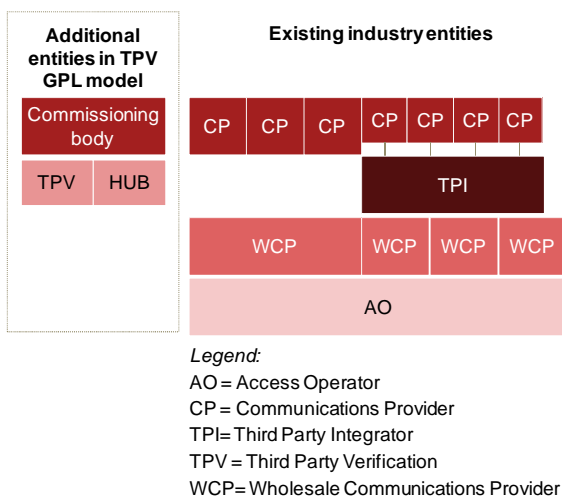 Additional
entities in TPV
GPL model
Commissioning
body
TPV HUB
Existing industry entities
CP CP CP CP CP CP CP
TPI
WCP WCP WCP WCP
AO
Legend:
AO = Access Operator
CP = Communications Provider
TPI= Third Party Integrator
TPV = Third Party Verification
WCP= Wholesale Communications Provider